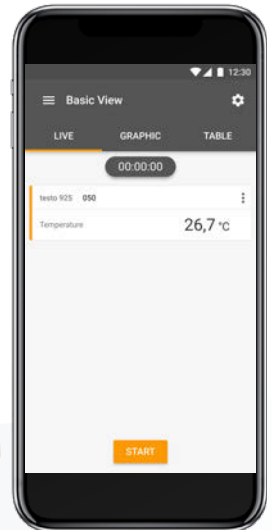 12:30
Basic View
LIVE GRAPHIC TABLE
00:00:00
testo 925 050
Temperature 26,7 °C
START